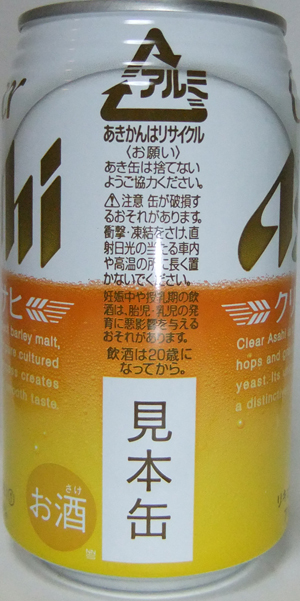 アルミ
あきかんはリサイクル
〈お願い〉
あき缶は捨てない
ようご協力ください。
⚠注意 缶が破損す
るおそれがあります。
衝撃・凍結をさけ、直
射日光の当たる車内
や高温の所に長く置
かないでください。
妊娠中や授乳期の飲
酒は、胎児・乳児の発
育に悪影響を与える
おそれがあります。
飲酒は20歳に
なってから。
見本缶
さけ
お酒
hi
A
ヒ
barley malt,
cultured
creates
taste.
ク
Clear Asahi
hops and
yeast. Its
a distinctiv